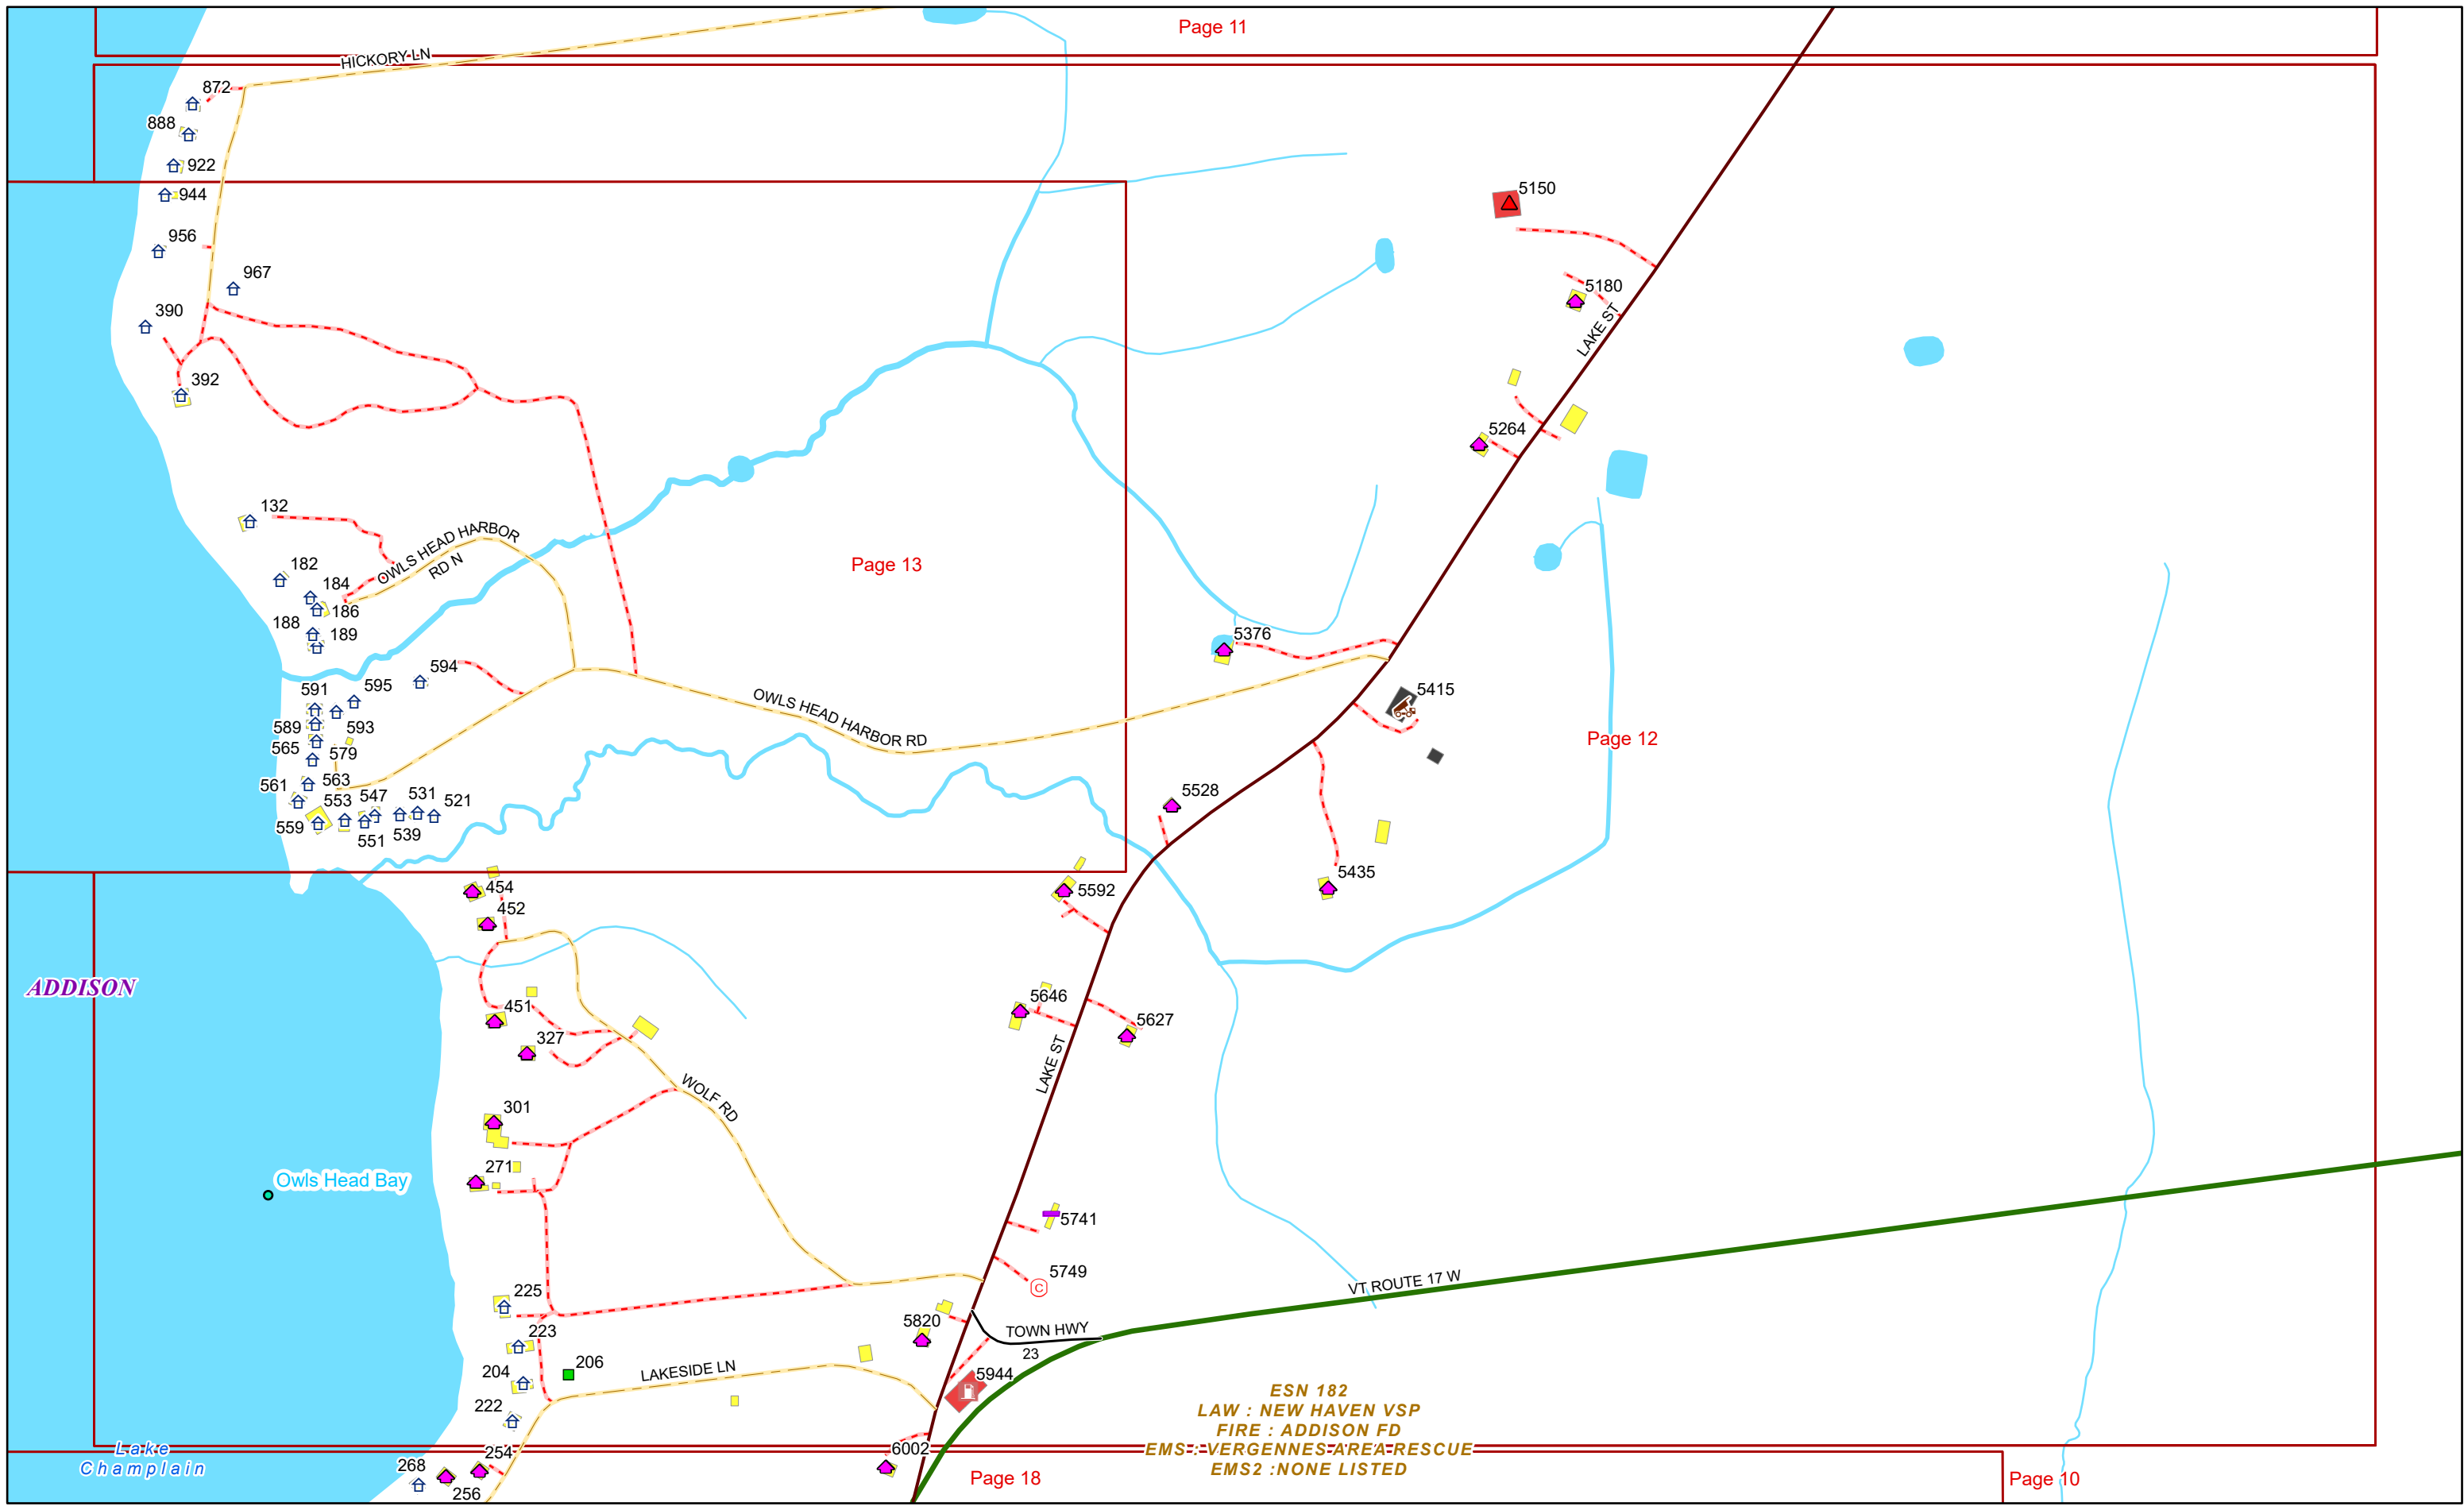 Page 11
HICKORY LN
872
888
922
944
5150
956
967
5180
390
LAKE ST
392
5264
132
OWLS HEAD HARBOR
RD N
Page 13
182
184
186
188
189
5376
594
595
591
5415
OWLS HEAD HARBOR RD
589
593
565
579
Page 12
561
563
553
547
531
521
5528
559
551
539
5435
454
5592
452
ADDISON
451
5646
5627
327
LAKE ST
WOLF RD
301
271
Owls Head Bay
5741
5749
C
VT ROUTE 17 W
225
223
5820
TOWN HWY
23
204
206
LAKESIDE LN
5944
222
ESN 182
LAW : NEW HAVEN VSP
FIRE : ADDISON FD
EMS : VERGENNES AREA RESCUE
EMS2 :NONE LISTED
Lake
Champlain
254
6002
268
256
Page 18
Page 10